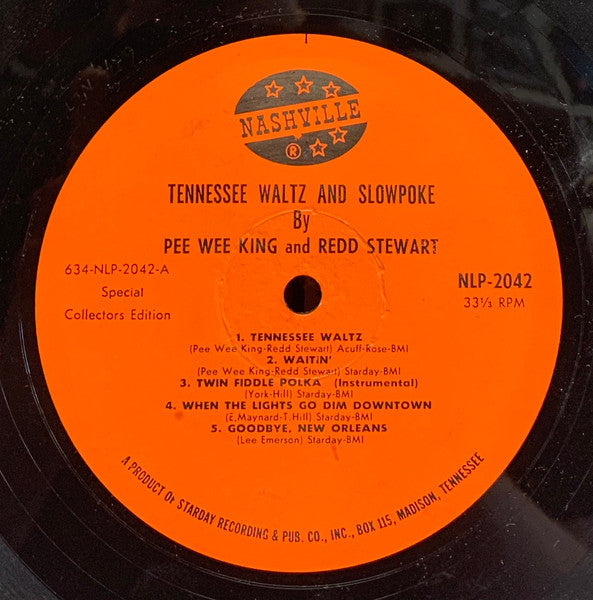 NASHVILLE
®
TENNESSEE WALTZ AND SLOWPOKE
By
PEE WEE KING and REDD STEWART
634-NLP-2042-A
Special
Collectors Edition
NLP-2042
33⅓ RPM
1. TENNESSEE WALTZ
(Pee Wee King-Redd Stewart) Acuff-Rose-BMI
2. WAITIN'
(Pee Wee King-Redd Stewart) Starday-BMI
3. TWIN FIDDLE POLKA (Instrumental)
(York-Hill) Starday-BMI
4. WHEN THE LIGHTS GO DIM DOWNTOWN
(E. Maynard-T. Hill) Starday-BMI
5. GOODBYE, NEW ORLEANS
(Lee Emerson) Starday-BMI
A PRODUCT Of STARDAY RECORDING & PUB. CO., INC., BOX 115, MADISON, TENNESSEE